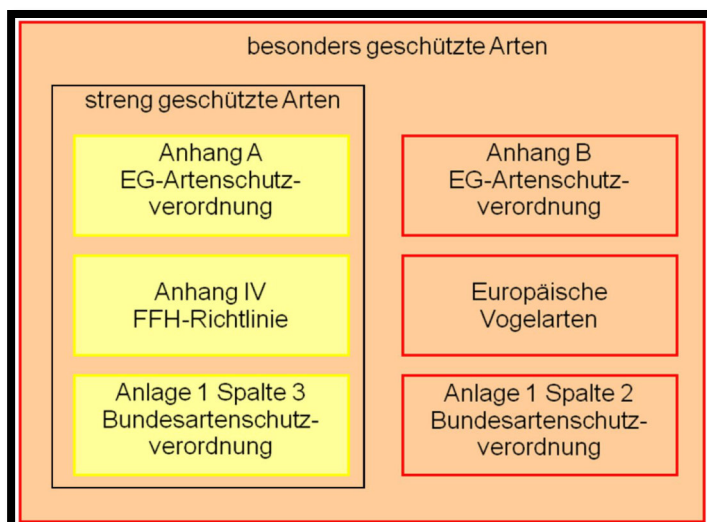 besonders geschützte Arten
streng geschützte Arten
Anhang A
EG-Artenschutz-
verordnung
Anhang B
EG-Artenschutz-
verordnung
Anhang IV
FFH-Richtlinie
Europäische
Vogelarten
Anlage 1 Spalte 3
Bundesartenschutz-
verordnung
Anlage 1 Spalte 2
Bundesartenschutz-
verordnung